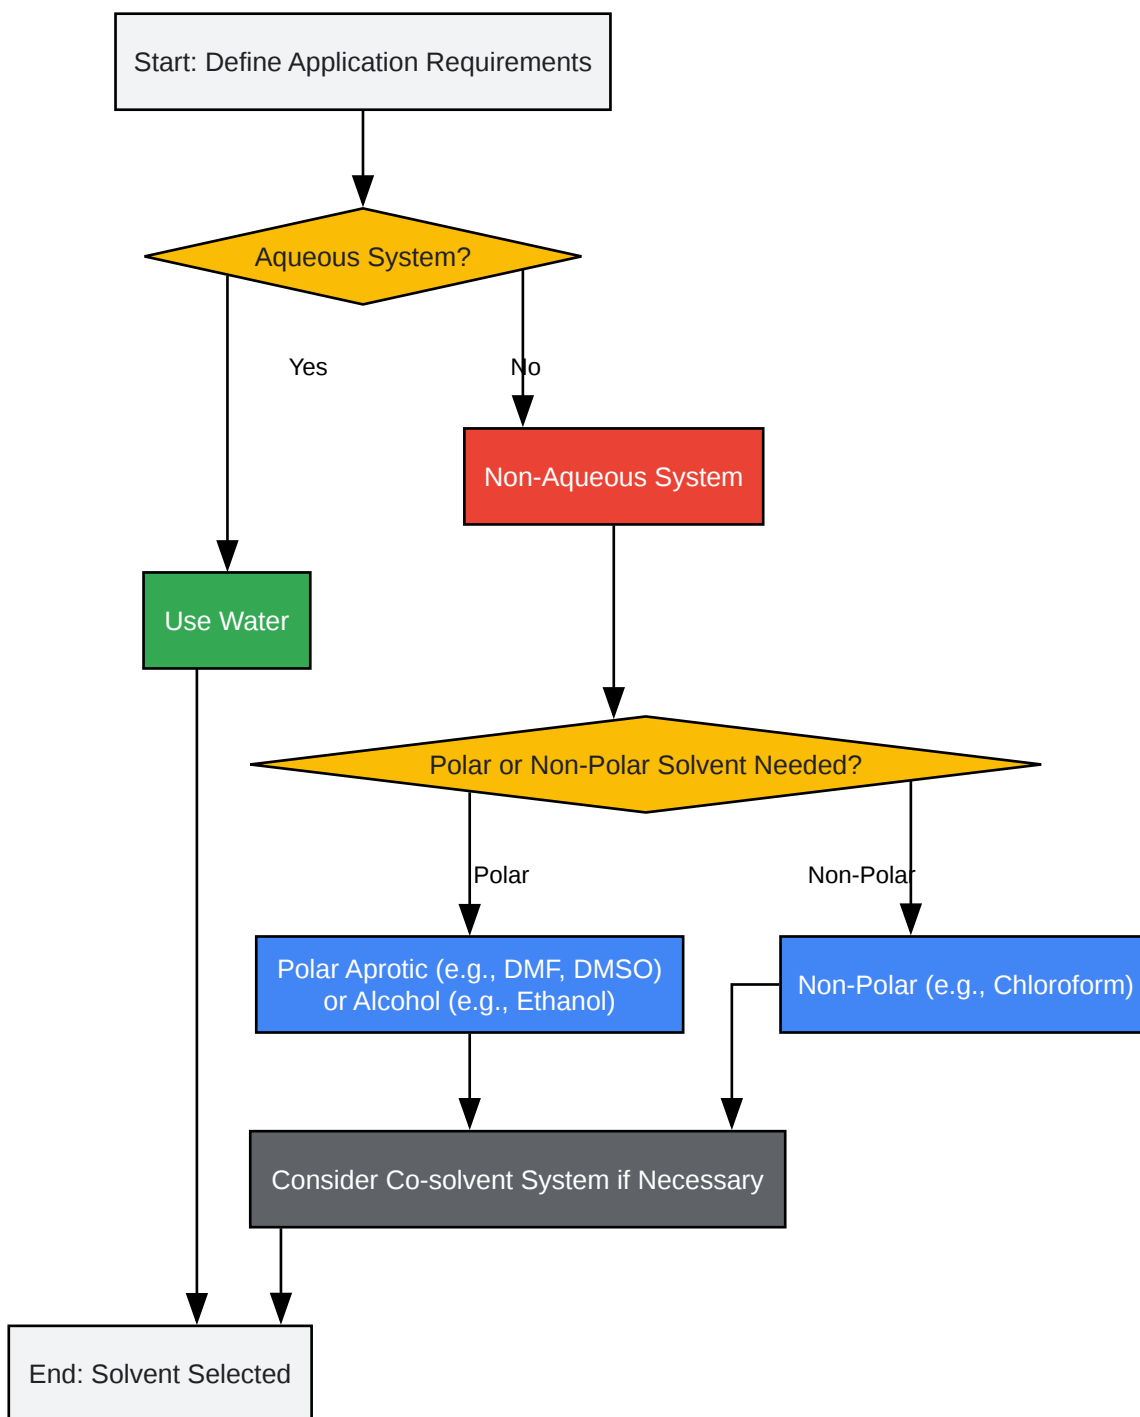 Start: Define Application Requirements
Aqueous System?
Yes
No
Non-Aqueous System
Use Water
Polar or Non-Polar Solvent Needed?
Polar
Non-Polar
Polar Aprotic (e.g., DMF, DMSO)
or Alcohol (e.g., Ethanol)
Non-Polar (e.g., Chloroform)
Consider Co-solvent System if Necessary
End: Solvent Selected